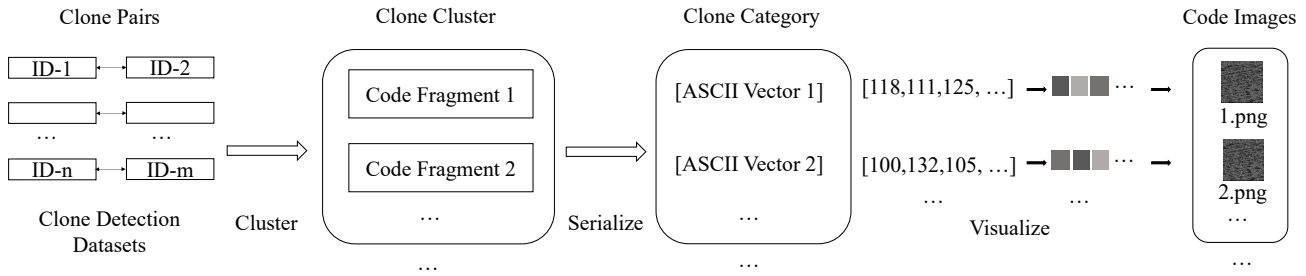 Clone Pairs
ID-1
ID-2
…
…
ID-n
ID-m
Clone Detection
Datasets
Cluster
Clone Cluster
Code Fragment 1
Code Fragment 2
…
…
Serialize
Clone Category
[ASCII Vector 1]
[ASCII Vector 2]
…
…
[118,111,125, …]
…
[100,132,105, …]
…
…
…
Visualize
Code Images
1.png
2.png
…
…